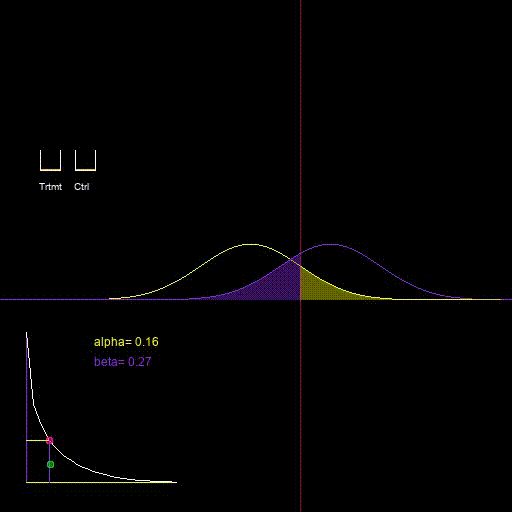 Trtmt Ctrl
alpha= 0.16
beta= 0.27